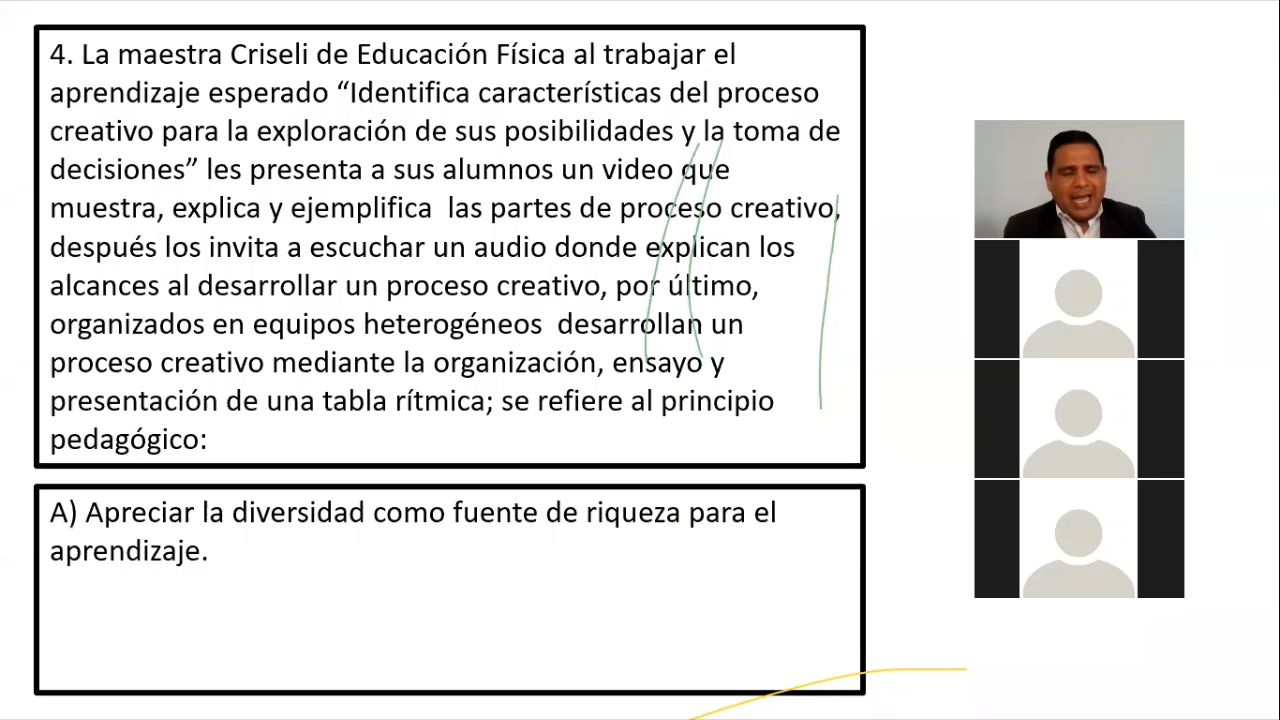 4. La maestra Criseli de Educación Física al trabajar el
aprendizaje esperado “Identifica características del proceso
creativo para la exploración de sus posibilidades y la toma de
decisiones” les presenta a sus alumnos un video que
muestra, explica y ejemplifica  las partes de proceso creativo,
después los invita a escuchar un audio donde explican los
alcances al desarrollar un proceso creativo, por último,
organizados en equipos heterogéneos  desarrollan un
proceso creativo mediante la organización, ensayo y
presentación de una tabla rítmica; se refiere al principio
pedagógico:
A) Apreciar la diversidad como fuente de riqueza para el
aprendizaje.